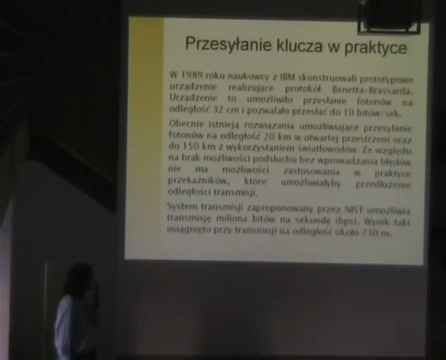 Przesyłanie klucza w praktyce
W 1989 roku naukowcy z IBM skonstruowali prototypowe
urządzenie realizujące protokół Benetta-Brassarda.
Urządzenie to umożliwiło przesłanie fotonów na
odległość 32 cm i pozwalało przesłać do 10 bitów/sek.
Obecnie istnieją rozwiązania umożliwiające przesyłanie
fotonów na odległość 20 km w otwartej przestrzeni oraz
do 150 km z wykorzystaniem światłowodów. Ze względu
na brak możliwości podsłuchu bez wprowadzania błędów
nie ma możliwości zastosowania w praktyce
przekaźników, które umożliwiałyby przedłużenie
odległości transmisji.
System transmisji zaproponowany przez NIST umożliwia
transmisję miliona bitów na sekundę (bps). Wynik taki
osiągnięto przy transmisji na odległość około 730 m.